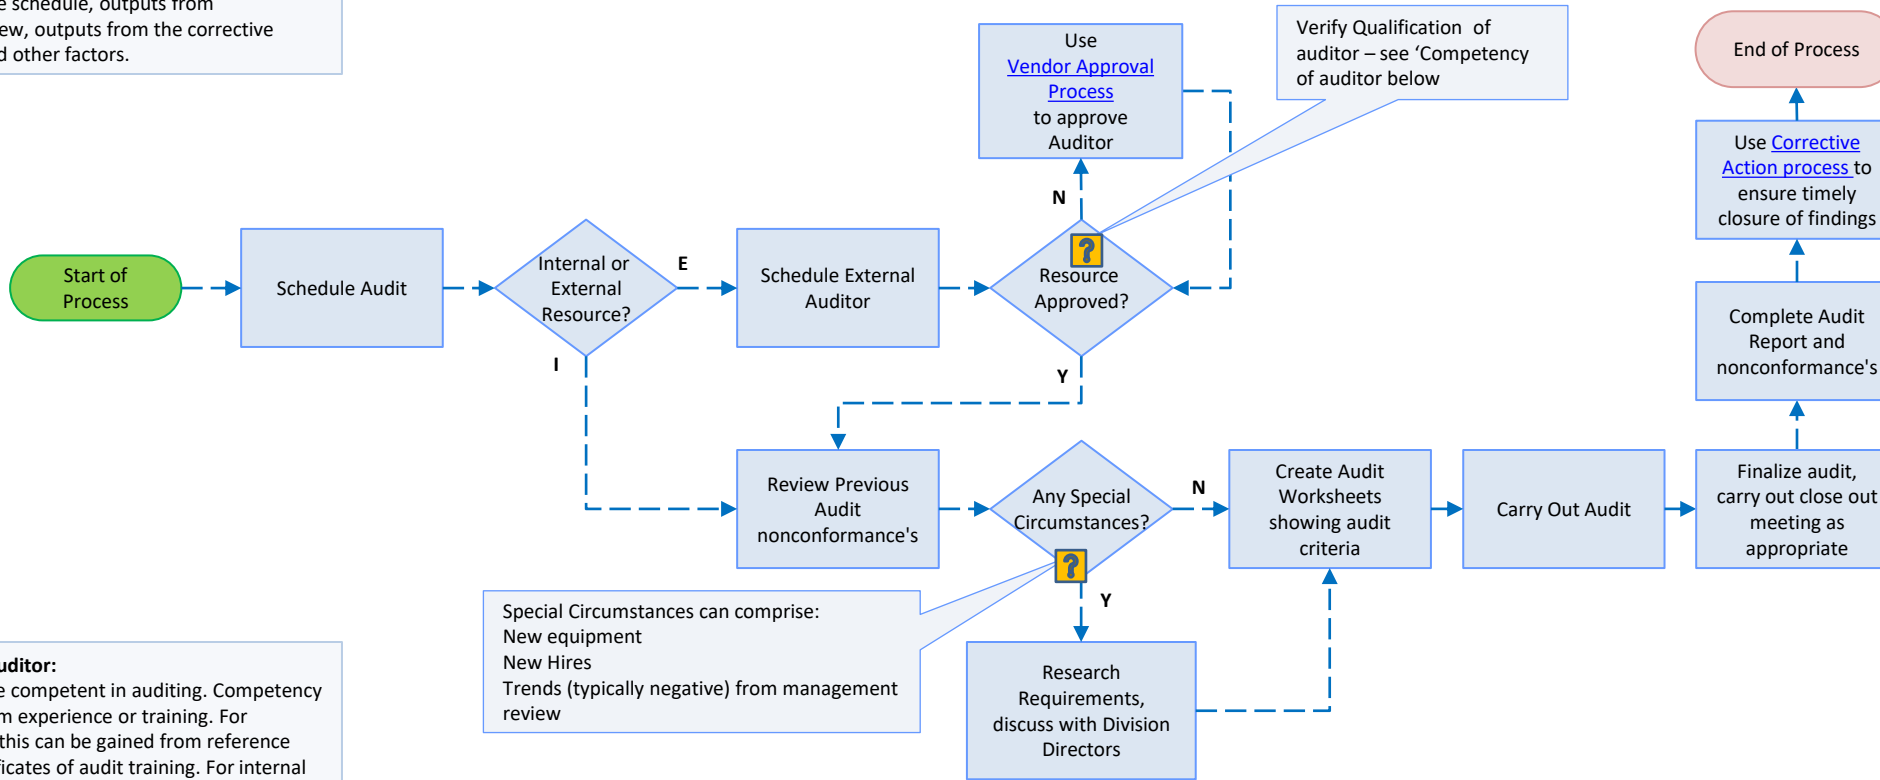 e schedule, outputs from
ew, outputs from the corrective
d other factors.
Use
Vendor Approval
Process
to approve
Auditor
Verify Qualification of
auditor – see ‘Competency
of auditor below
End of Process
Use Corrective
Action process to
ensure timely
closure of findings
N
Start of
Process
Schedule Audit
Internal or
External
Resource?
E
Schedule External
Auditor
?
Resource
Approved?
Complete Audit
Report and
nonconformance's
I
Y
Review Previous
Audit
nonconformance's
Any Special
Circumstances?
?
N
Create Audit
Worksheets
showing audit
criteria
Carry Out Audit
Finalize audit,
carry out close out
meeting as
appropriate
Y
Special Circumstances can comprise:
New equipment
New Hires
Trends (typically negative) from management
review
Research
Requirements,
discuss with Division
Directors
uditor:
e competent in auditing. Competency
m experience or training. For
this can be gained from reference
ficates of audit training. For internal